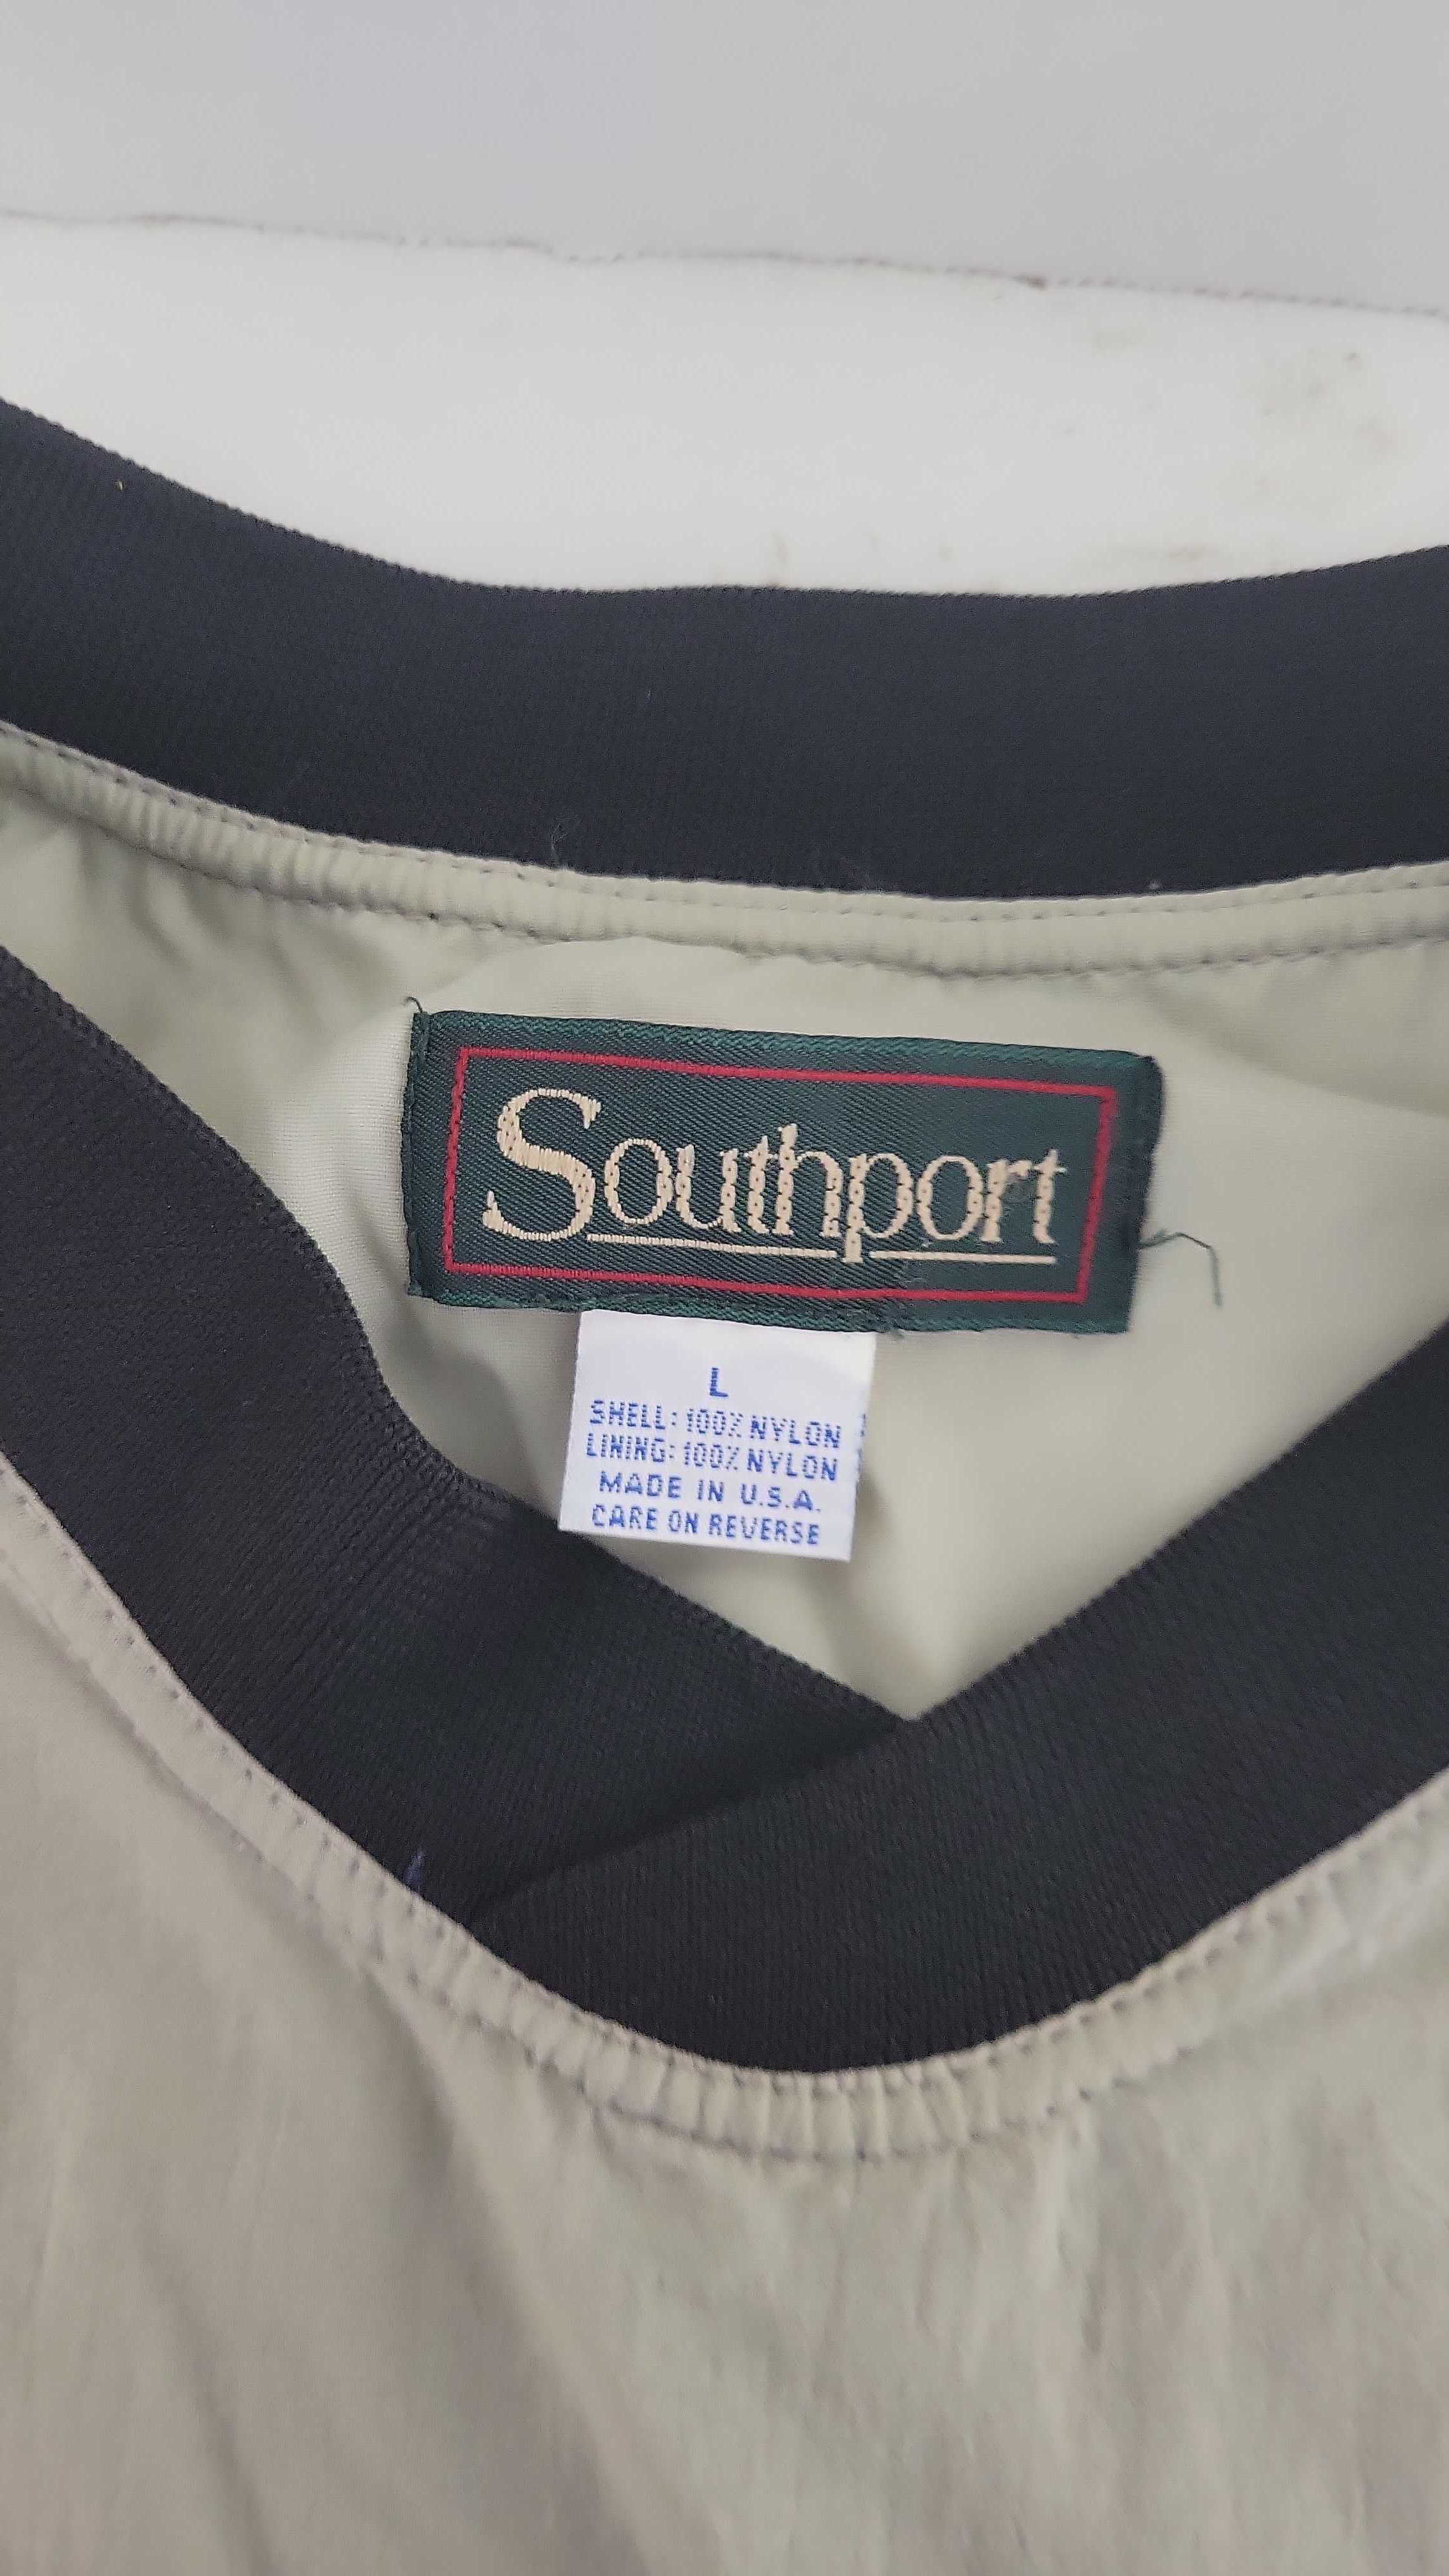 Southport
L
SHELL: 100% NYLON
LINING: 100% NYLON
MADE IN U.S.A.
CARE ON REVERSE